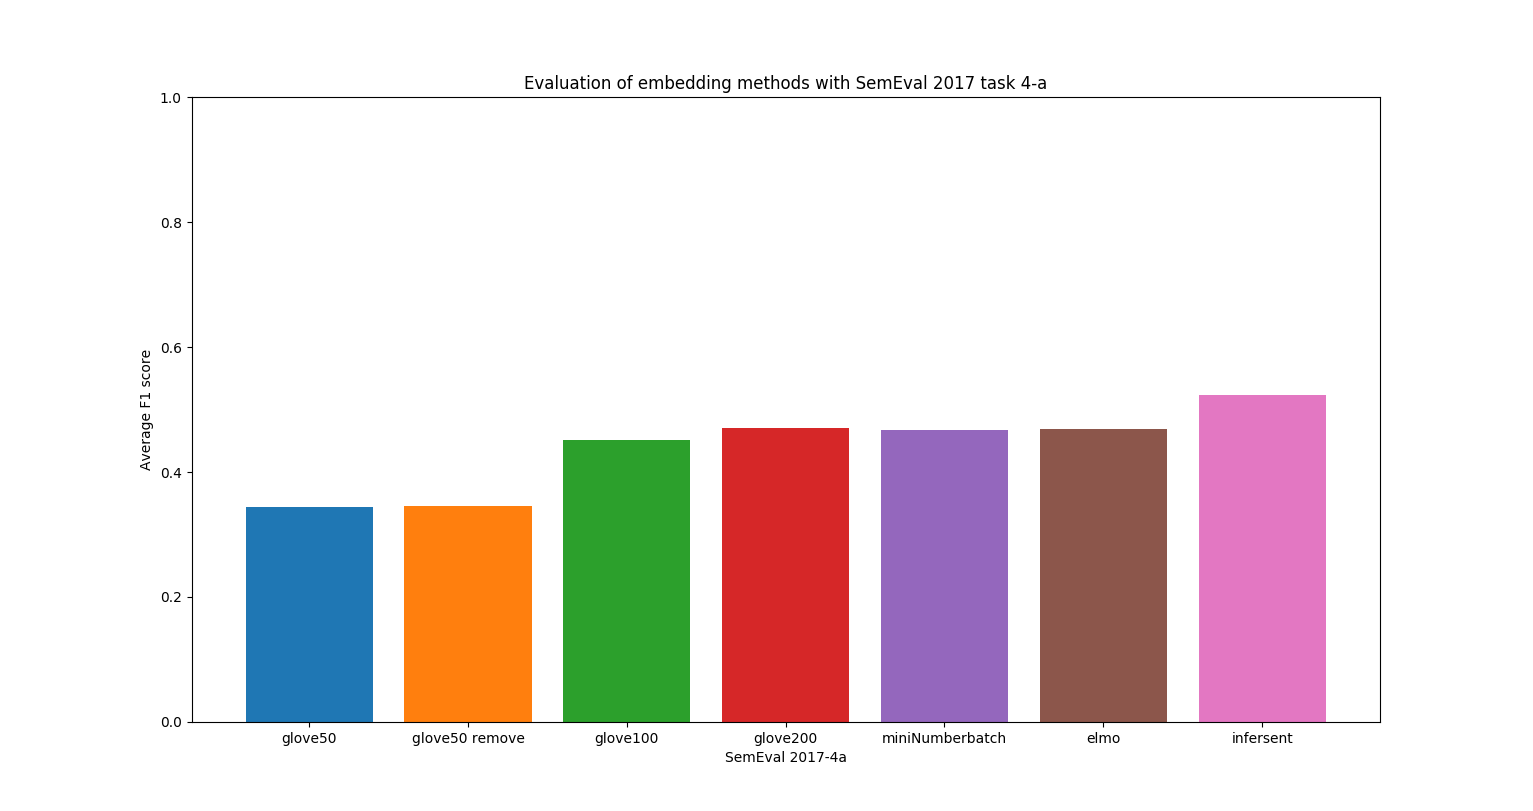 Evaluation of embedding methods with SemEval 2017 task 4-a
1.0
0.8
0.6
0.4
0.2
0.0
Average F1 score
glove50 glove50 remove glove100 glove200 miniNumberbatch elmo infersent
SemEval 2017-4a